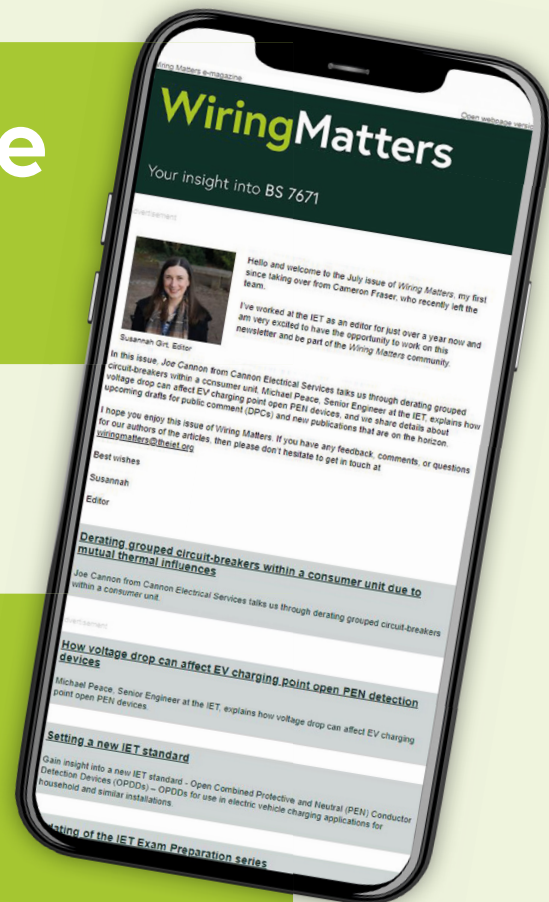 e
Wiring Matters e-magazine
Open webpage versio
WiringMatters
Your insight into BS 7671
advertisement
Hello and welcome to the July issue of Wiring Matters, my first
since taking over from Cameron Fraser, who recently left the
team.
I've worked at the IET as an editor for just over a year now and
am very excited to have the opportunity to work on this
newsletter and be part of the Wiring Matters community.
Susannah Girt, Editor
In this issue, Joe Cannon from Cannon Electrical Services talks us through derating grouped
circuit-breakers within a consumer unit, Michael Peace, Senior Engineer at the IET, explains how
voltage drop can affect EV charging point open PEN devices, and we share details about
upcoming drafts for public comment (DPCs) and new publications that are on the horizon.
I hope you enjoy this issue of Wiring Matters. If you have any feedback, comments, or questions
for our authors of the articles, then please don't hesitate to get in touch at
wiringmatters@theiet.org
Best wishes
Susannah
Editor
Derating grouped circuit-breakers within a consumer unit due to
mutual thermal influences
Joe Cannon from Cannon Electrical Services talks us through derating grouped circuit-breakers
within a consumer unit.
advertisement
How voltage drop can affect EV charging point open PEN detection
devices
Michael Peace, Senior Engineer at the IET, explains how voltage drop can affect EV charging
point open PEN devices.
Setting a new IET standard
Gain insight into a new IET standard - Open Combined Protective and Neutral (PEN) Conductor
Detection Devices (OPDDs) – OPDDs for use in electric vehicle charging applications for
household and similar installations.
dating of the IET Exam Preparation series